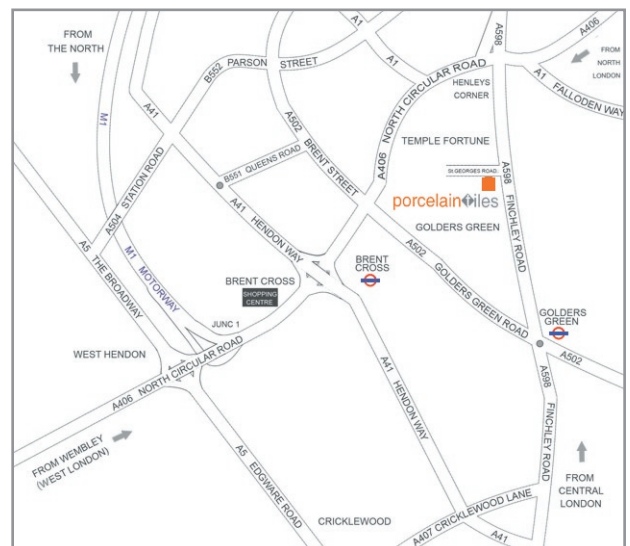 FROM
THE NORTH
M1
A41
B552 PARSON STREET
A1
A1
A598
A406
FROM
NORTH
LONDON
A1
FALLODEN WAY
A406 NORTH CIRCULAR ROAD
HENLEYS
CORNER
A502
BRENT STREET
TEMPLE FORTUNE
ST.GEORGES ROAD.
A598
FINCHLEY ROAD
porcelain tiles
GOLDERS GREEN
A504 STATION ROAD
B551 QUEENS ROAD
A41
HENDON WAY
A5
THE BROADWAY
M1 MOTORWAY
BRENT CROSS
SHOPPING
CENTRE
BRENT
CROSS
A502
GOLDERS GREEN ROAD
GOLDERS
GREEN
A502
JUNC 1
WEST HENDON
A406 NORTH CIRCULAR ROAD
FROM WEMBLEY
(WEST LONDON)
A5
EDGWARE ROAD
A41
HENDON WAY
A598
FINCHLEY ROAD
FROM
CENTRAL
LONDON
CRICKLEWOOD
A407 CRICKLEWOOD LANE
A41